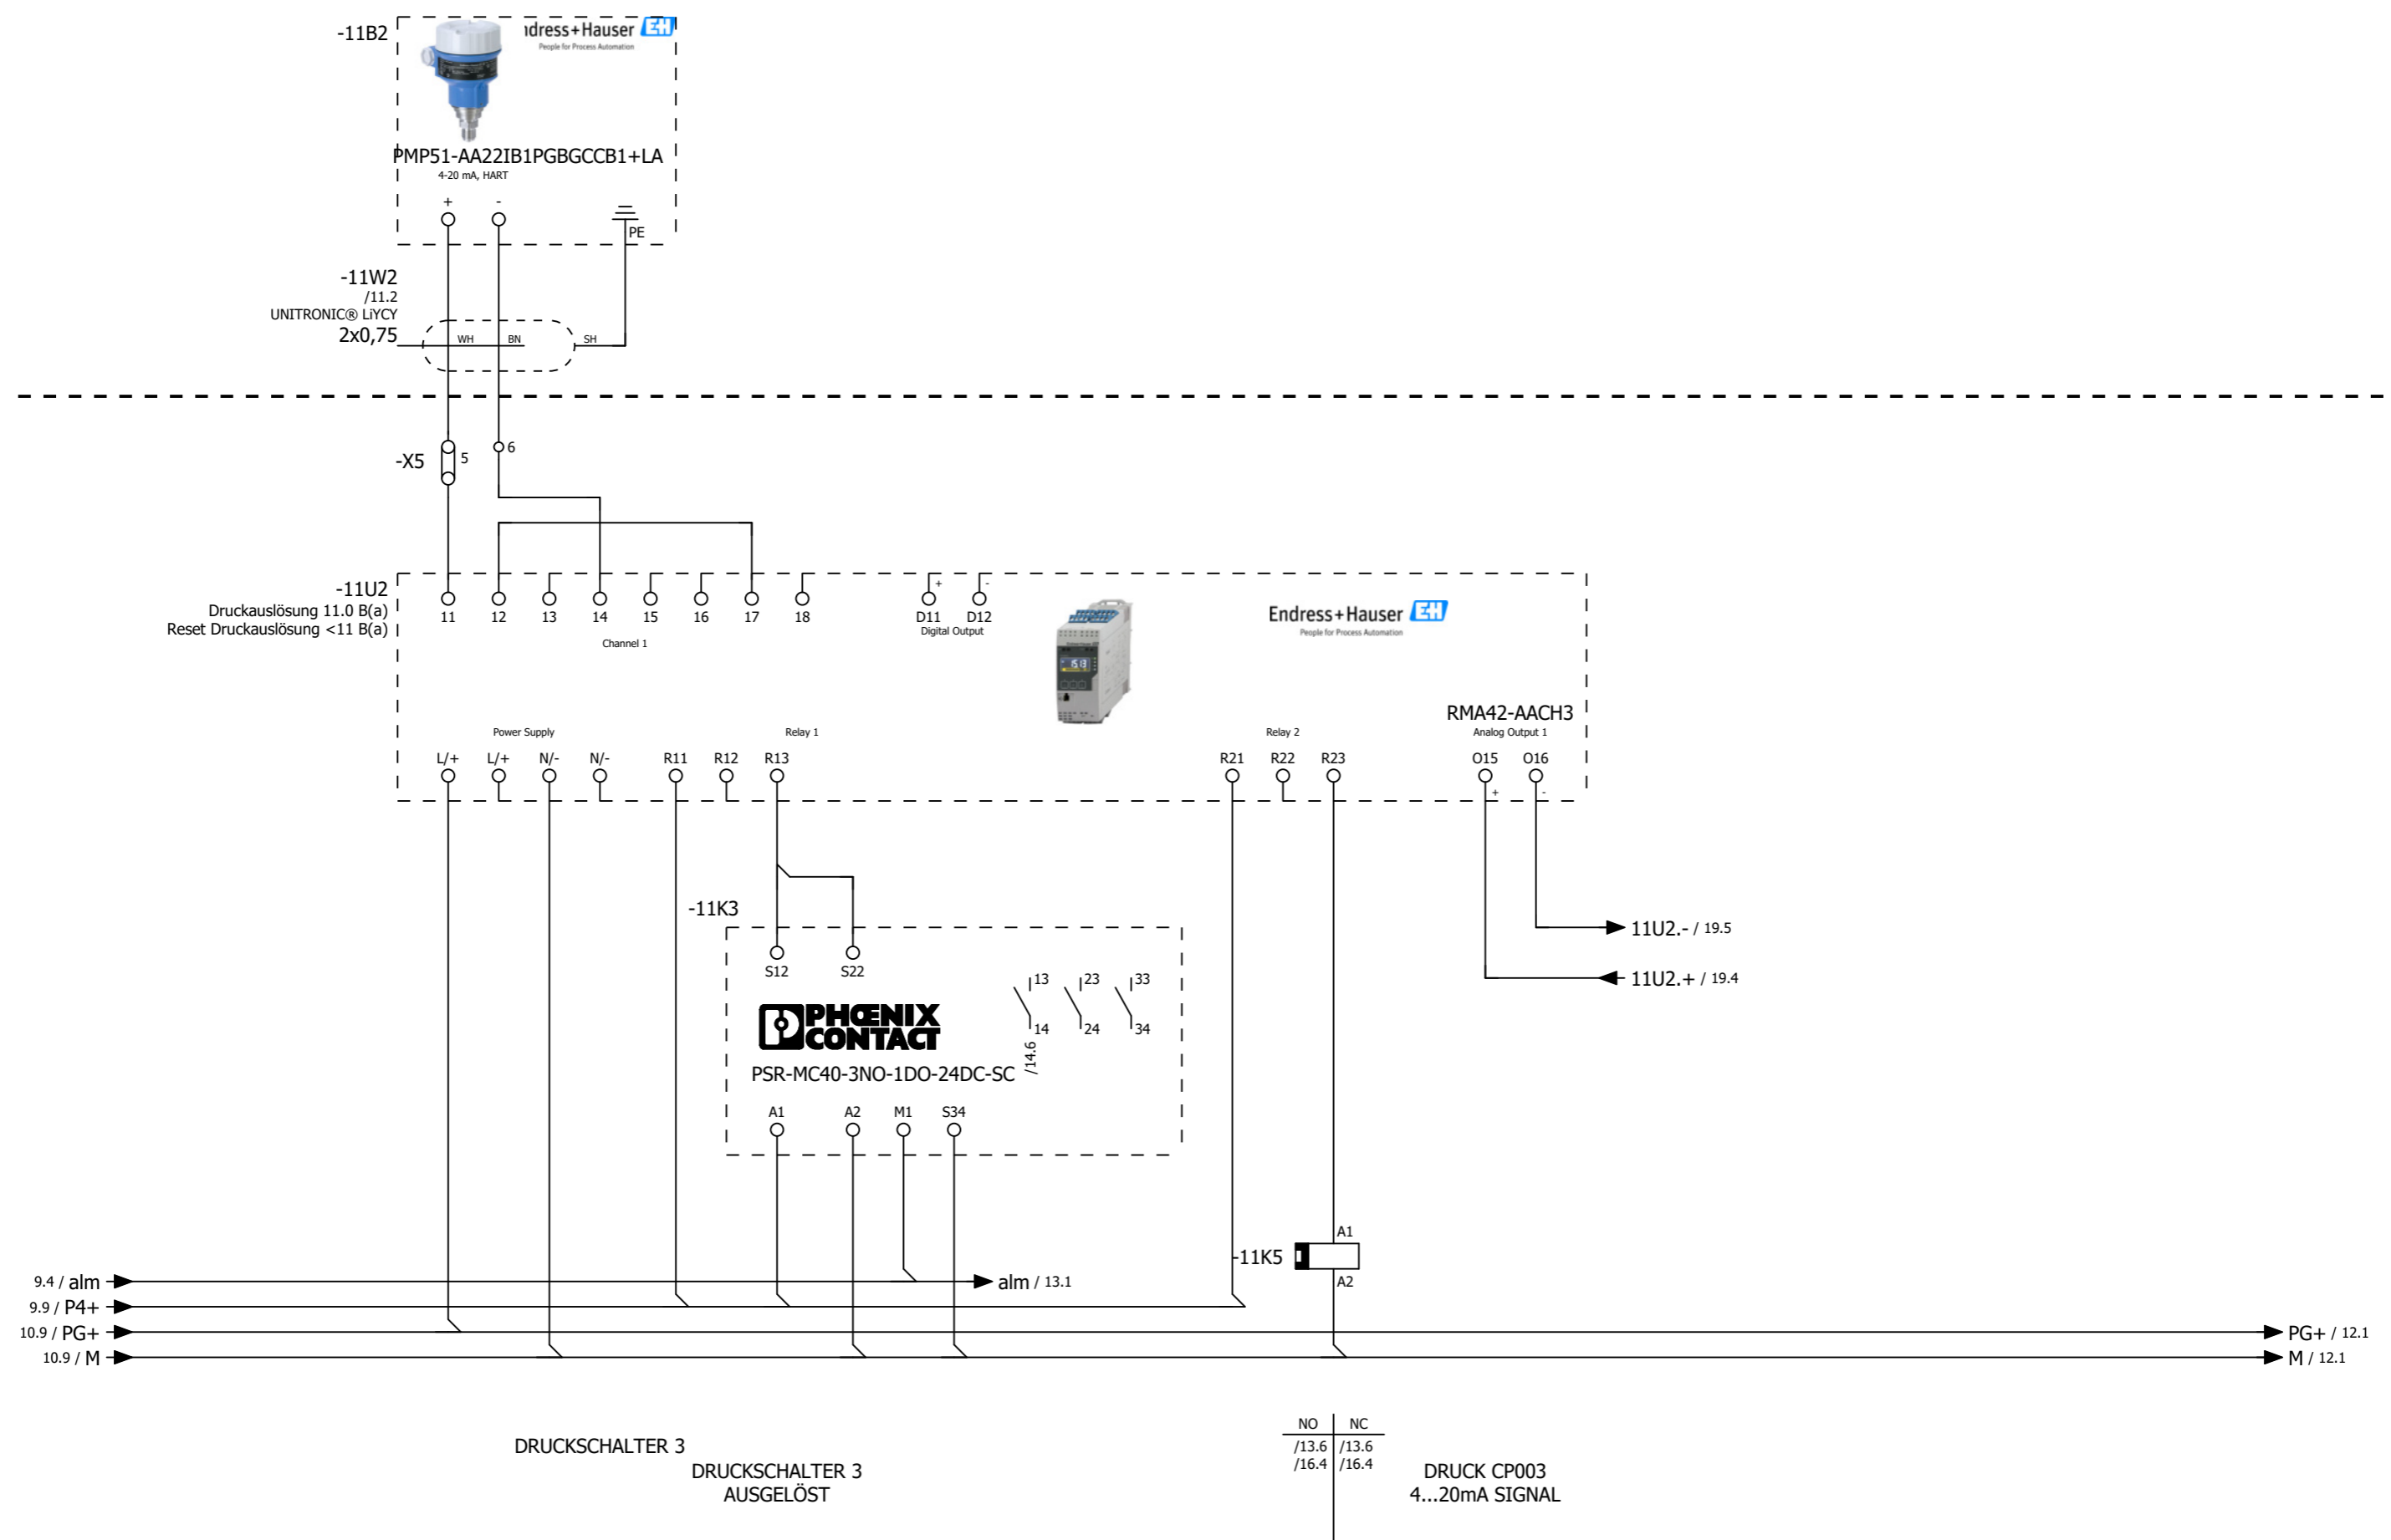 -11B2
ndress+Hauser EH
People for Process Automation
PMP51-AA22IB1PGBGCCB1+LA
4-20 mA, HART
+ -
PE
-11W2
/11.2
UNITRONIC® LiYCY
2x0,75
WH BN SH
-X5 5 6
-11U2
Druckauslösung 11.0 B(a)
Reset Druckauslösung <11 B(a)
+ -
11 12 13 14 15 16 17 18 D11 D12
Channel 1
Digital Output
Endress+Hauser EH
People for Process Automation
RMA42-AACH3
Power Supply Relay 1 Relay 2 Analog Output 1
L/+ L/+ N/- N/- R11 R12 R13 R21 R22 R23 O15 O16
+ -
-11K3
S12 S22
13 23 33
14 24 34
/14.6
PHŒNIX
CONTACT
PSR-MC40-3NO-1DO-24DC-SC
A1 A2 M1 S34
11U2.- / 19.5
11U2.+ / 19.4
A1
-11K5
A2
9.4 / alm alm / 13.1
9.9 / P4+
10.9 / PG+ PG+ / 12.1
10.9 / M M / 12.1
DRUCKSCHALTER 3
DRUCKSCHALTER 3
AUSGELÖST
NO NC
/13.6 /13.6
/16.4 /16.4
DRUCK CP003
4...20mA SIGNAL